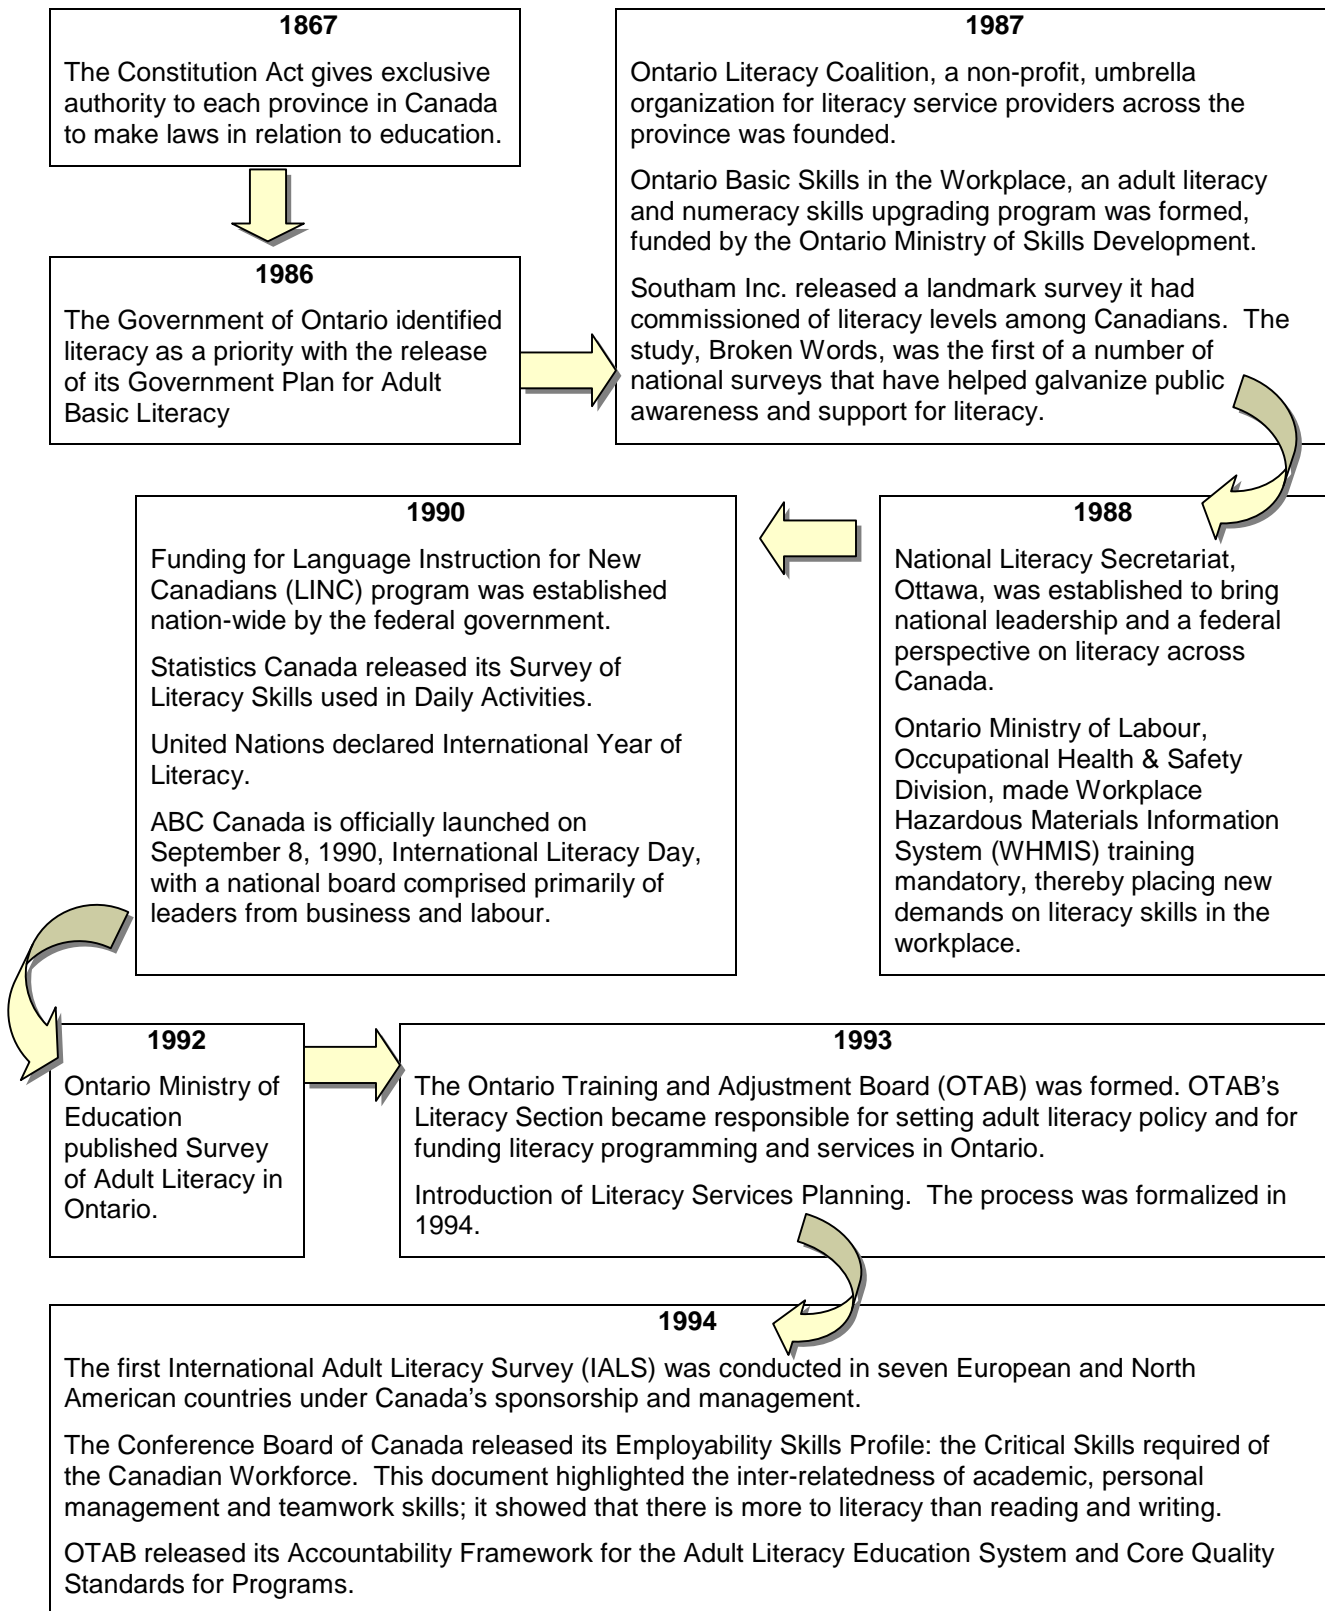 1867
The Constitution Act gives exclusive
authority to each province in Canada
to make laws in relation to education.
1986
The Government of Ontario identified
literacy as a priority with the release
of its Government Plan for Adult
Basic Literacy
1987
Ontario Literacy Coalition, a non-profit, umbrella
organization for literacy service providers across the
province was founded.
Ontario Basic Skills in the Workplace, an adult literacy
and numeracy skills upgrading program was formed,
funded by the Ontario Ministry of Skills Development.
Southam Inc. released a landmark survey it had
commissioned of literacy levels among Canadians.  The
study, Broken Words, was the first of a number of
national surveys that have helped galvanize public
awareness and support for literacy.
1988
National Literacy Secretariat,
Ottawa, was established to bring
national leadership and a federal
perspective on literacy across
Canada.
Ontario Ministry of Labour,
Occupational Health & Safety
Division, made Workplace
Hazardous Materials Information
System (WHMIS) training
mandatory, thereby placing new
demands on literacy skills in the
workplace.
1990
Funding for Language Instruction for New
Canadians (LINC) program was established
nation-wide by the federal government.
Statistics Canada released its Survey of
Literacy Skills used in Daily Activities.
United Nations declared International Year of
Literacy.
ABC Canada is officially launched on
September 8, 1990, International Literacy Day,
with a national board comprised primarily of
leaders from business and labour.
1992
Ontario Ministry of
Education
published Survey
of Adult Literacy in
Ontario.
1993
The Ontario Training and Adjustment Board (OTAB) was formed. OTAB's
Literacy Section became responsible for setting adult literacy policy and for
funding literacy programming and services in Ontario.
Introduction of Literacy Services Planning.  The process was formalized in
1994.
1994
The first International Adult Literacy Survey (IALS) was conducted in seven European and North
American countries under Canada's sponsorship and management.
The Conference Board of Canada released its Employability Skills Profile: the Critical Skills required of
the Canadian Workforce.  This document highlighted the inter-relatedness of academic, personal
management and teamwork skills; it showed that there is more to literacy than reading and writing.
OTAB released its Accountability Framework for the Adult Literacy Education System and Core Quality
Standards for Programs.